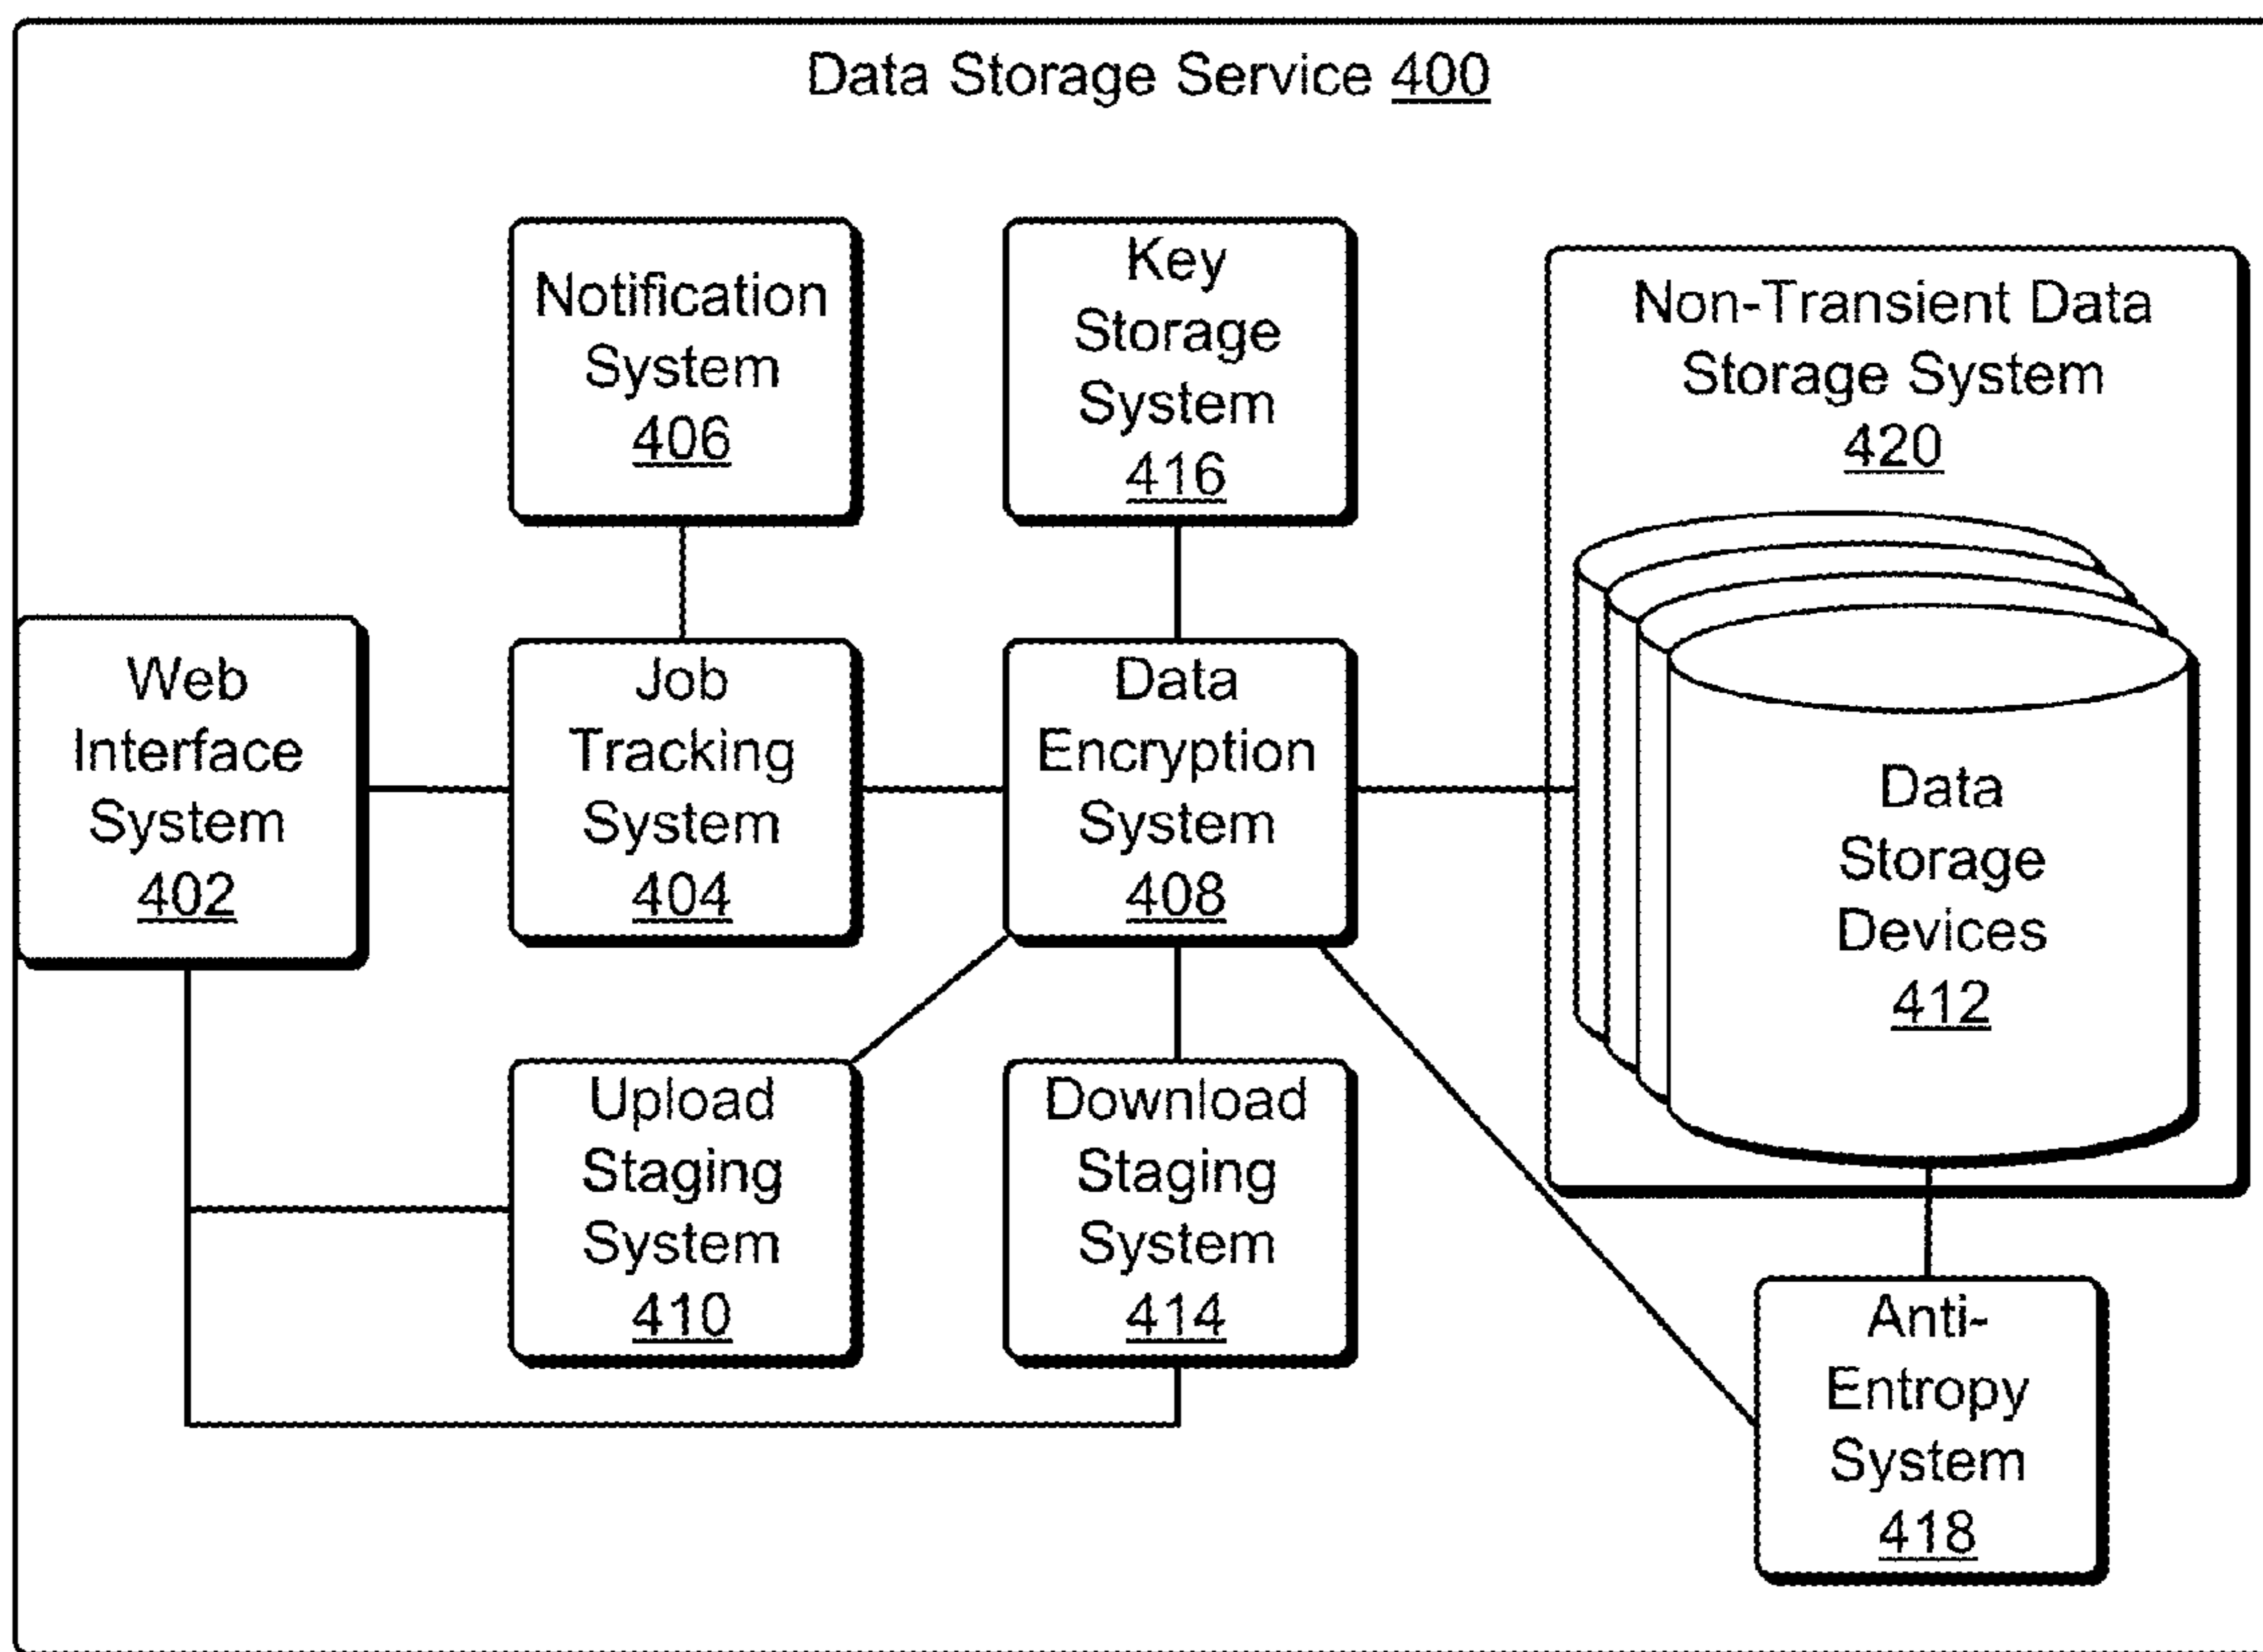 Data Storage Service 400
Notification
System
406
Key
Storage
System
416
Non-Transient Data
Storage System
420
Web
Interface
System
402
Job
Tracking
System
404
Data
Encryption
System
408
Data
Storage
Devices
412
Upload
Staging
System
410
Download
Staging
System
414
Anti-
Entropy
System
418